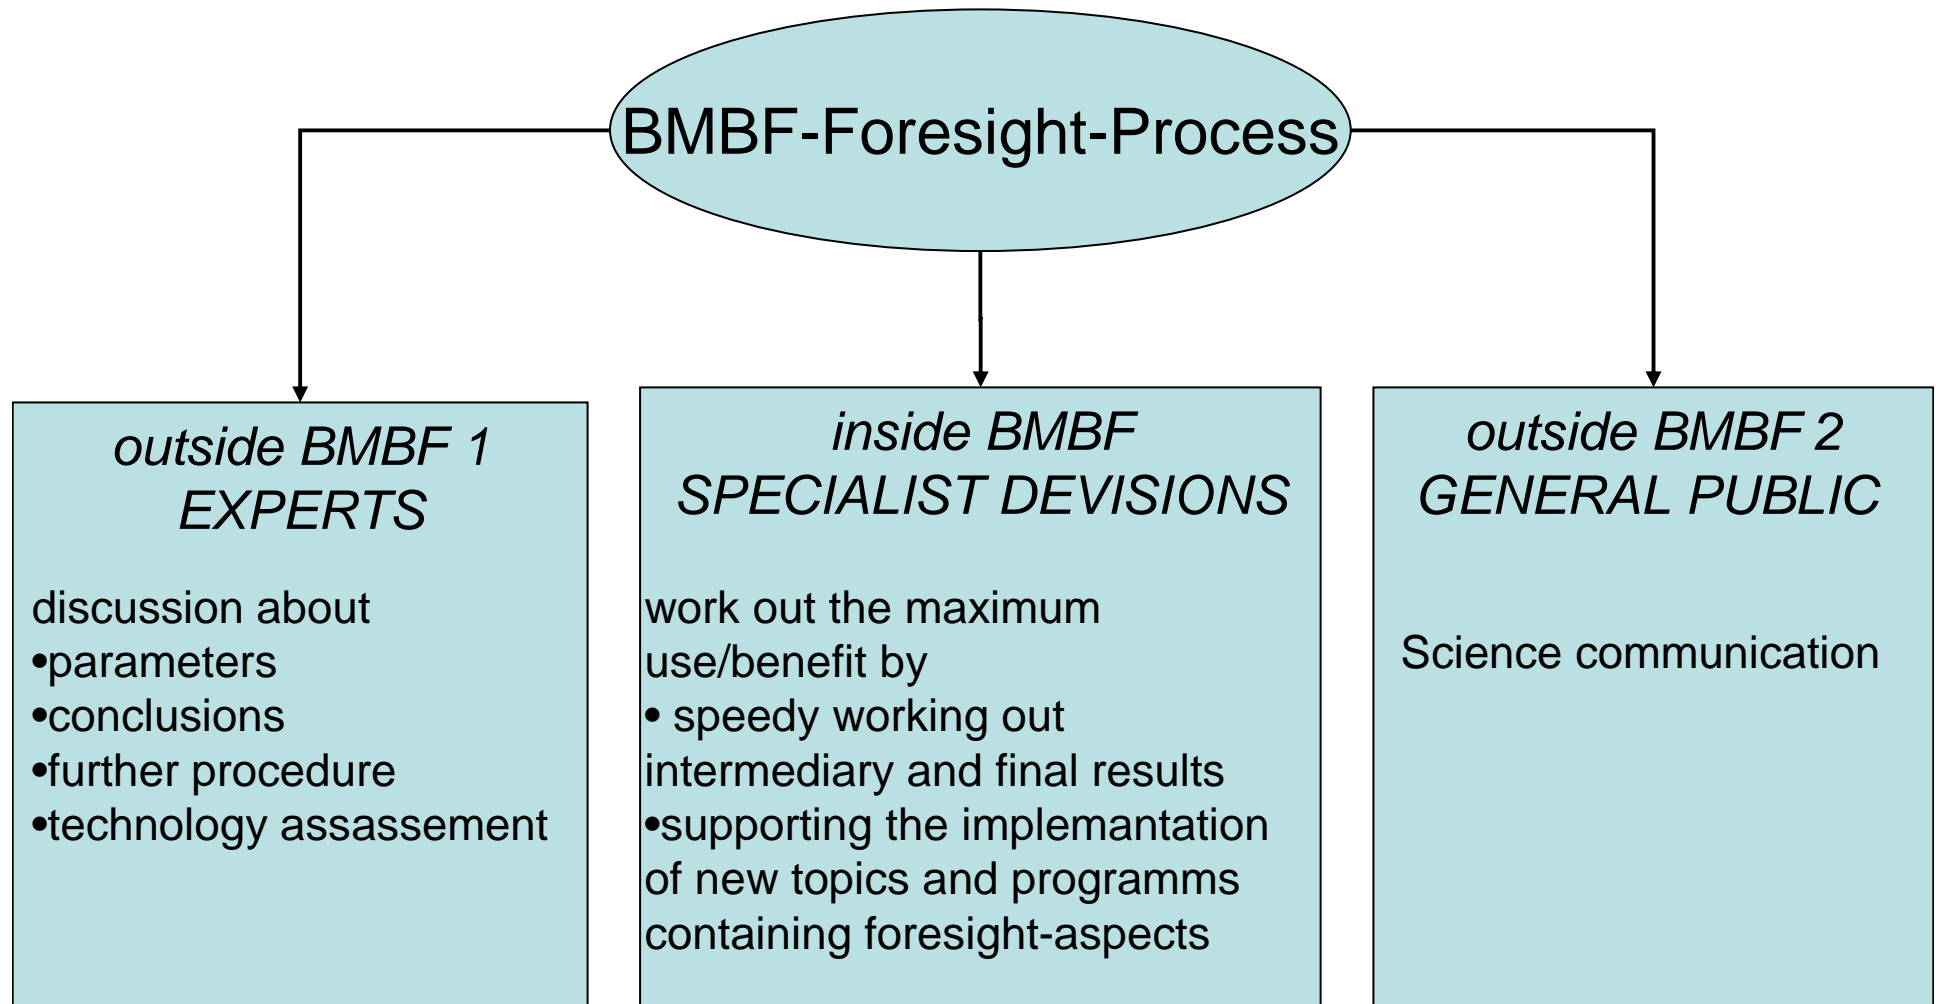 BMBF-Foresight-Process
outside BMBF 1
EXPERTS
discussion about
•parameters
•conclusions
•further procedure
•technology assassement
inside BMBF
SPECIALIST DEVISIONS
work out the maximum
use/benefit by
• speedy working out
intermediary and final results
•supporting the implemantation
of new topics and programms
containing foresight-aspects
outside BMBF 2
GENERAL PUBLIC
Science communication